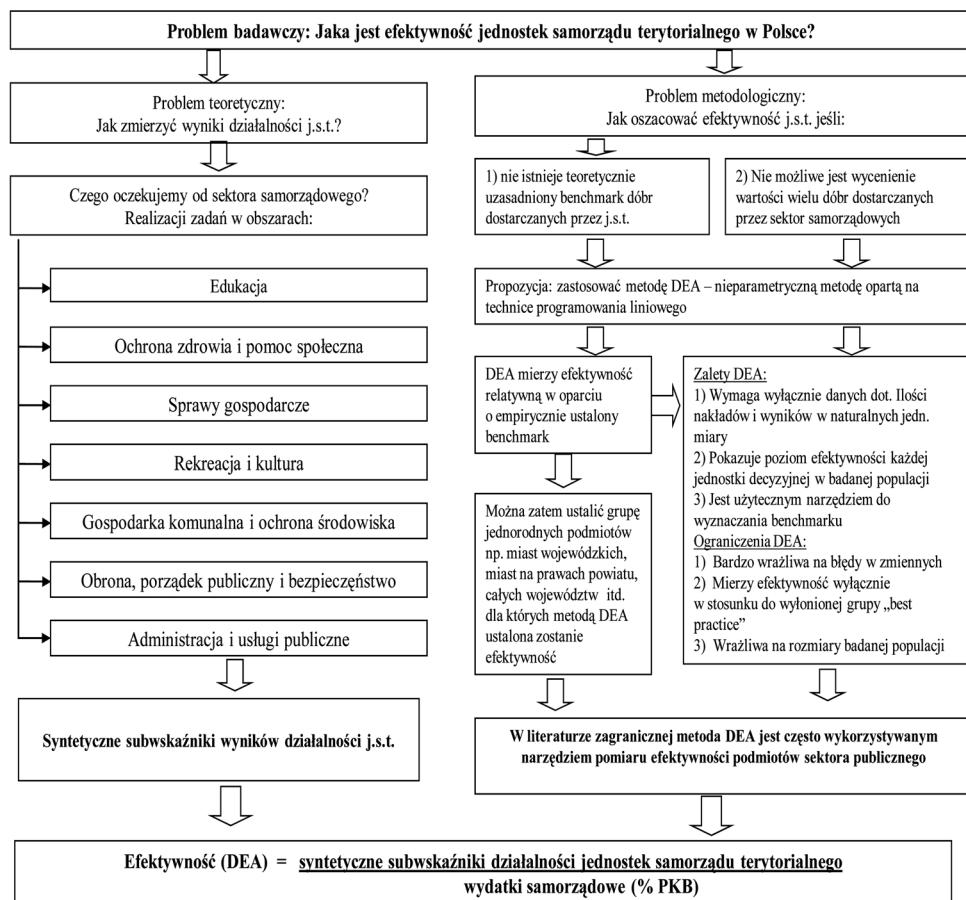 Problem badawczy: Jaka jest efektywność jednostek samorządu terytorialnego w Polsce?
Problem teoretyczny:
Jak zmierzyć wyniki działalności j.s.t.?
Czego oczekujemy od sektora samorządowego?
Realizacji zadań w obszarach:
Edukacja
Ochrona zdrowia i pomoc społeczna
Sprawy gospodarcze
Rekreacja i kultura
Gospodarka komunalna i ochrona środowiska
Obrona, porządek publiczny i bezpieczęństwo
Administracja i usługi publiczne
Syntetyczne subwskaźniki wyników działalności j.s.t.
Problem metodologiczny:
Jak oszacować efektywność j.s.t. jeśli:
1) nie istnieje teoretycznie
uzasadniony benchmark dóbr
dostarczanych przez j.s.t.
2) Nie możliwe jest wycenienie
wartości wielu dóbr dostarczanych
przez sektor samorządowych
Propozycja: zastosować metodę DEA – nieparametryczną metodę opartą na
technice programowania liniowego
DEA mierzy efektywność
relatywną w oparciu
o empirycznie ustalony
benchmark
Można zatem ustalić grupę
jednorodnych podmiotów
np. miast wojewódzkich,
miast na prawach powiatu,
całych województw itd.
dla których metodą DEA
ustalona zostanie
efektywność
Zalety DEA:
1) Wymaga wyłącznie danych dot. Ilości
nakładów i wyników w naturalnych jedn.
miary
2) Pokazuje poziom efektywności każdej
jednostki decyzyjnej w badanej populacji
3) Jest użytecznym narzędziem do
wyznaczania benchmarku
Ograniczenia DEA:
1) Bardzo wrażliwa na błędy w zmiennych
2) Mierzy efektywność wyłącznie
w stosunku do wyłonionej grupy „best
practice”
3) Wrażliwa na rozmiary badanej populacji
W literaturze zagranicznej metoda DEA jest często wykorzystywanym
narzędziem pomiaru efektywności podmiotów sektora publicznego
Efektywność (DEA) = syntetyczne subwskaźniki działalności jednostek samorządu terytorialnego
wydatki samorządowe (% PKB)